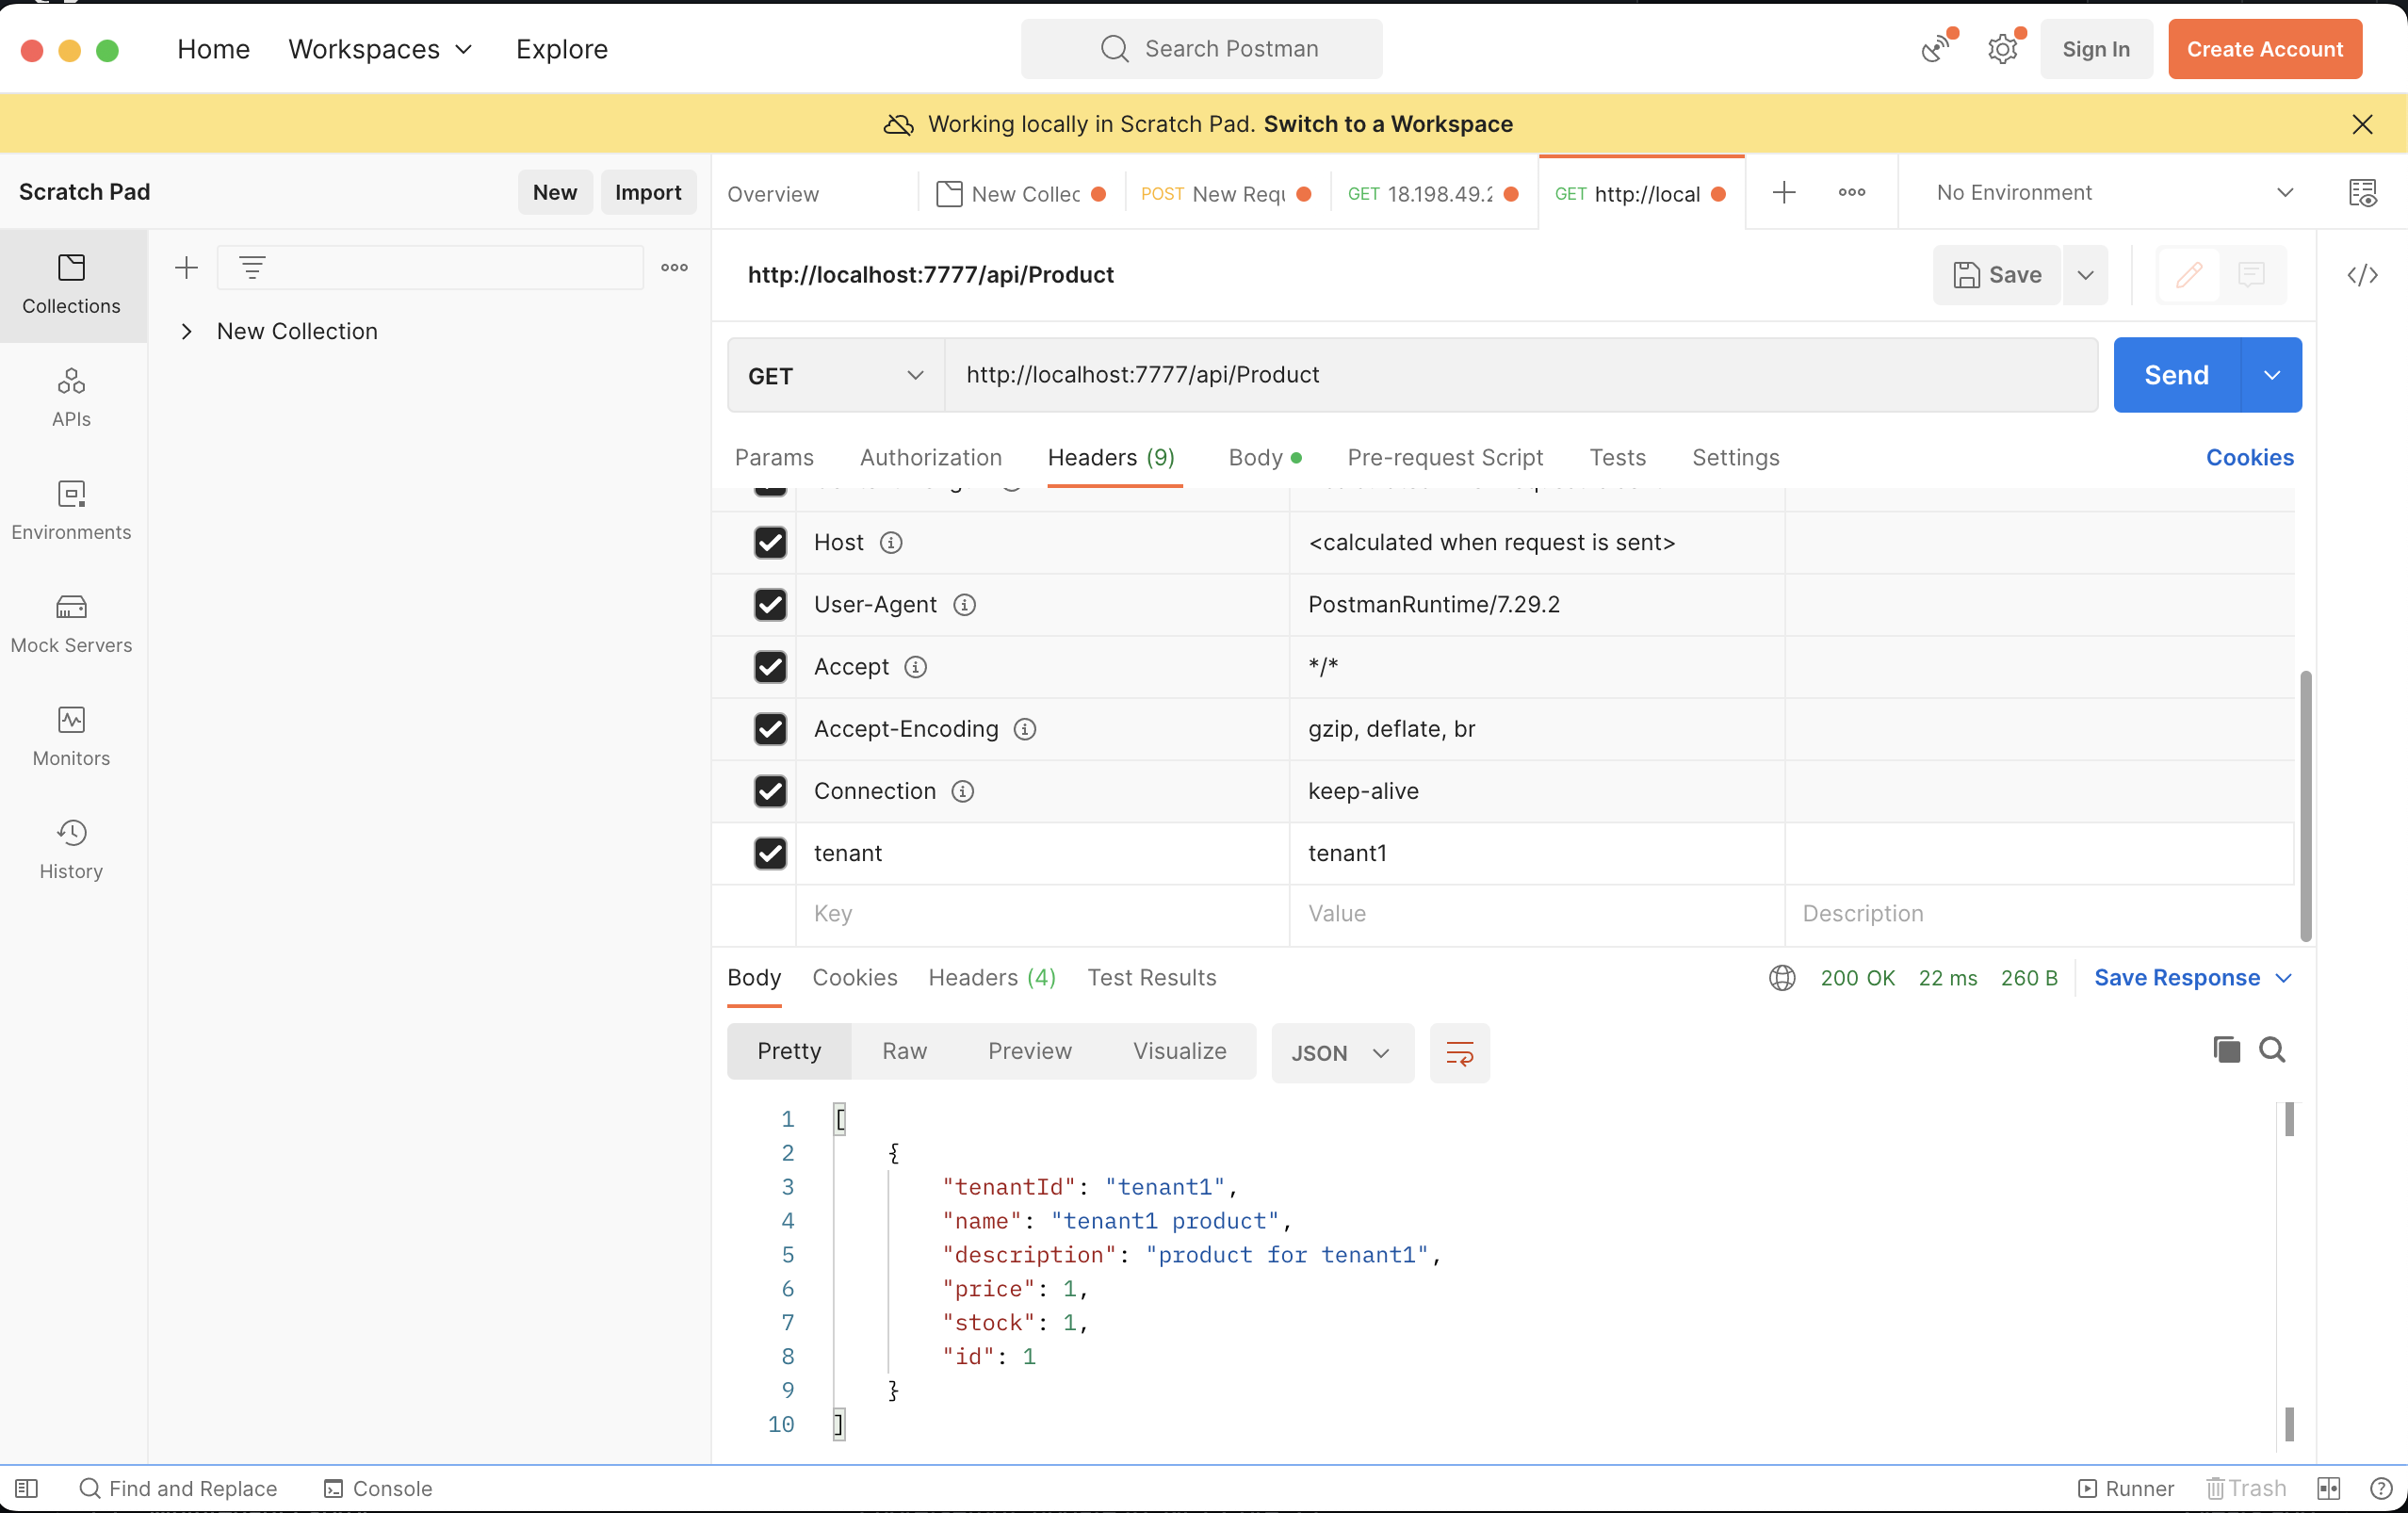 Home Workspaces Explore Search Postman Sign In Create Account
Working locally in Scratch Pad. Switch to a Workspace
Scratch Pad New Import
Overview New Collec POST New Requ GET 18.198.49.2 GET http://local No Environment
Collections
New Collection
APIs
Environments
Mock Servers
Monitors
History
http://localhost:7777/api/Product Save
GET http://localhost:7777/api/Product Send
Params Authorization Headers (9) Body Pre-request Script Tests Settings Cookies
Host <calculated when request is sent>
User-Agent PostmanRuntime/7.29.2
Accept */*
Accept-Encoding gzip, deflate, br
Connection keep-alive
tenant tenant1
Key Value Description
Body Cookies Headers (4) Test Results 200 OK 22 ms 260 B Save Response
Pretty Raw Preview Visualize JSON
1 [
2 {
3 "tenantId": "tenant1",
4 "name": "tenant1 product",
5 "description": "product for tenant1",
6 "price": 1,
7 "stock": 1,
8 "id": 1
9 }
10 ]
Find and Replace Console Runner Trash